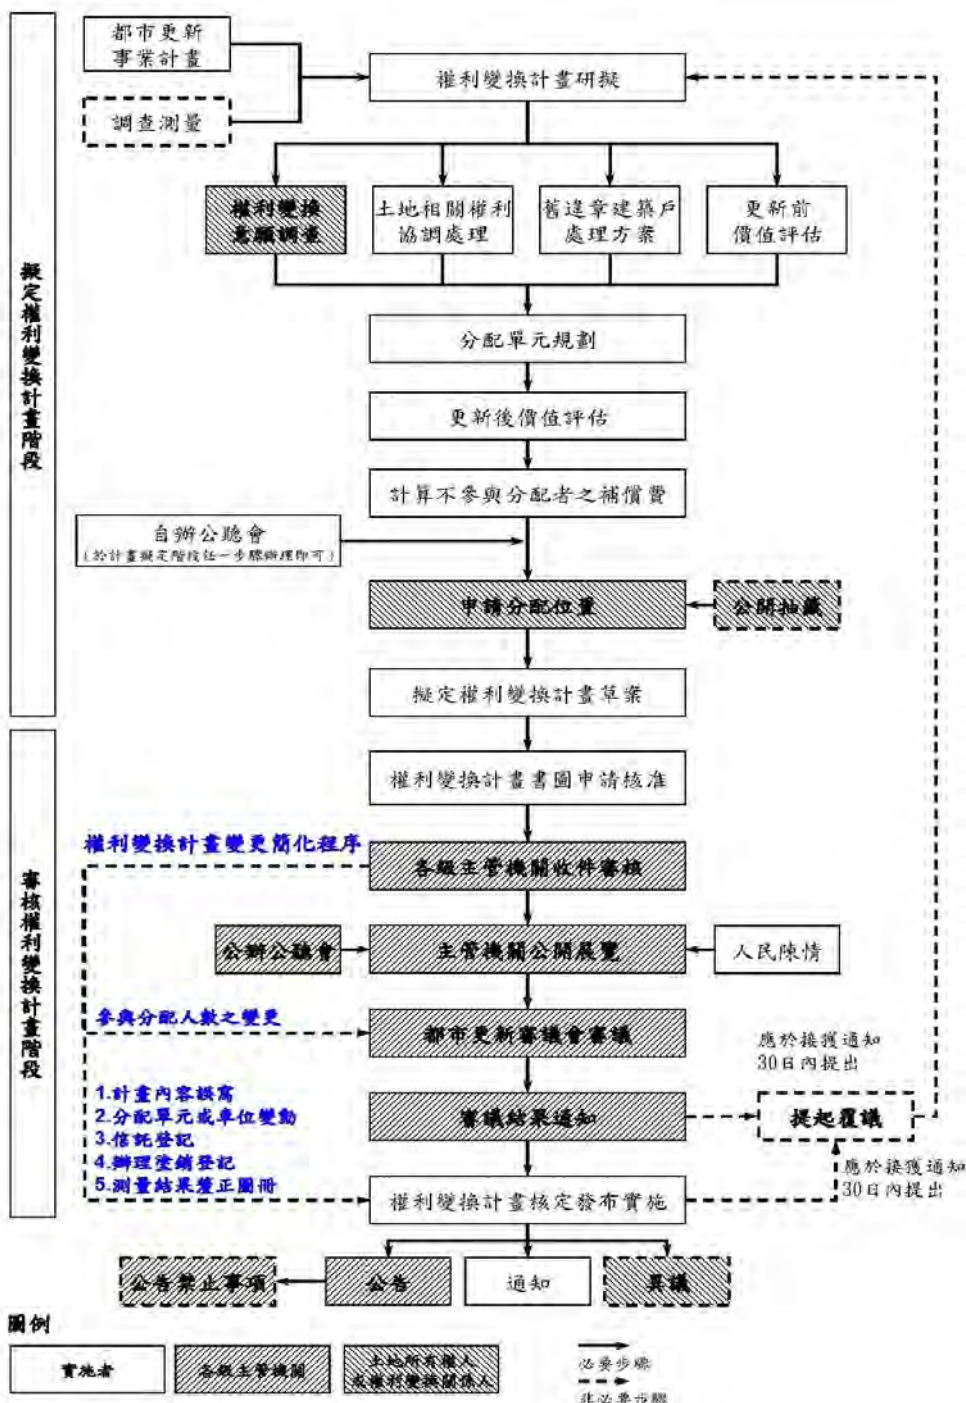 都市更新
事業計畫
權利變換計畫研擬
調查測量
權利變換
意願調查
土地相關權利
協調處理
舊違章建築戶
處理方案
更新前
價值評估
擬定權利變換計畫階段
分配單元規劃
更新後價值評估
計算不參與分配者之補償費
自辦公聽會
(於計畫擬定階段任一步驟辦理即可)
申請分配位置
公開抽籤
擬定權利變換計畫草案
權利變換計畫書圖申請核准
權利變換計畫變更簡化程序
各級主管機關收件審核
審核權利變換計畫階段
公辦公聽會
主管機關公開展覽
人民陳情
參與分配人數之變更
都市更新審議會審議
應於接獲通知
30日內提出
1.計畫內容誤寫
2.分配單元或車位變動
3.信託登記
4.辦理塗銷登記
5.測量結果釐正圖冊
審議結果通知
提起覆議
應於接獲通知
30日內提出
權利變換計畫核定發布實施
公告禁止事項
公告
通知
異議
圖例
實施者
各級主管機關
土地所有權人
或權利變換關係人
必要步驟
非必要步驟